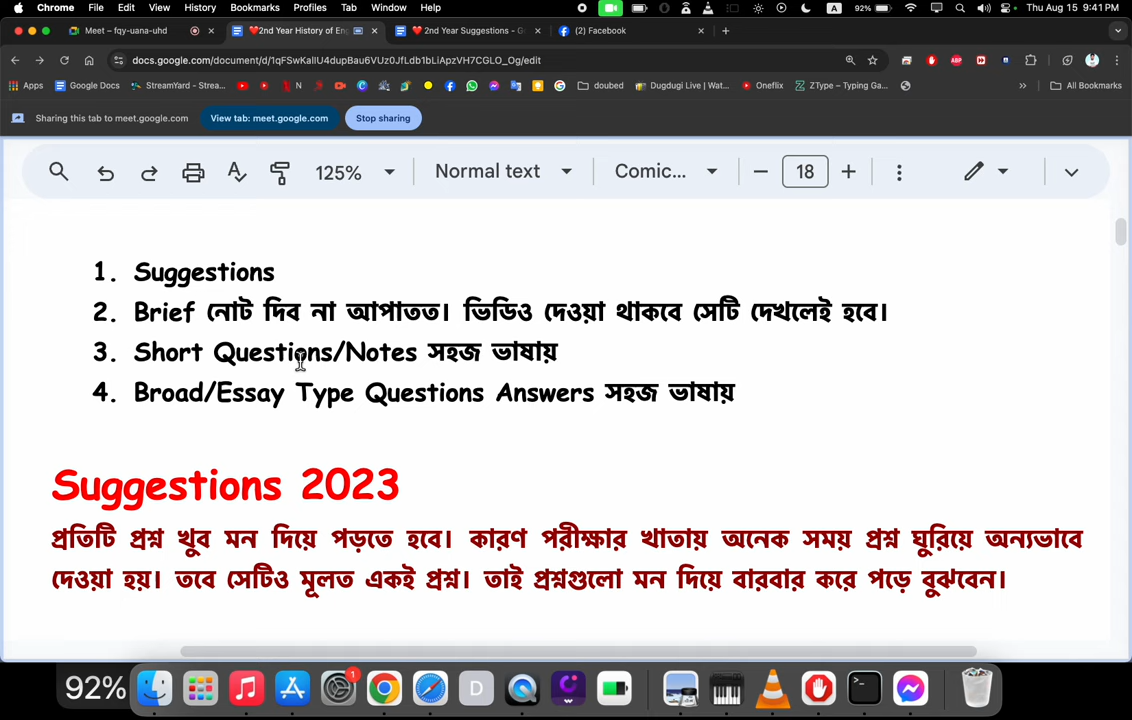 Chrome File Edit View History Bookmarks Profiles Tab Window Help 92% A Thu Aug 15 9:41 PM
Meet – fqy-uana-uhd 2nd Year History of En 2nd Year Suggestions - G Facebook
docs.google.com/document/d/1qFSwKallU4dupBau6VUz0JfLdb1bLiApzVH7CGLO_Og/edit
Apps Google Docs StreamYard - Strea... N doubed Dugdugi Live | Wat... Oneflix ZType – Typing Ga... All Bookmarks
Sharing this tab to meet.google.com View tab: meet.google.com Stop sharing
125% Normal text Comic... 18
1. Suggestions
2. Brief নোট দিব না আপাতত। ভিডিও দেওয়া থাকবে সেটি দেখলেই হবে।
3. Short Questions/Notes সহজ ভাষায়
4. Broad/Essay Type Questions Answers সহজ ভাষায়
Suggestions 2023
প্রতিটি প্রশ্ন খুব মন দিয়ে পড়তে হবে। কারণ পরীক্ষার খাতায় অনেক সময় প্রশ্ন ঘুরিয়ে অন্যভাবে
দেওয়া হয়। তবে সেটিও মূলত একই প্রশ্ন। তাই প্রশ্নগুলো মন দিয়ে বারবার করে পড়ে বুঝবেন।
92%